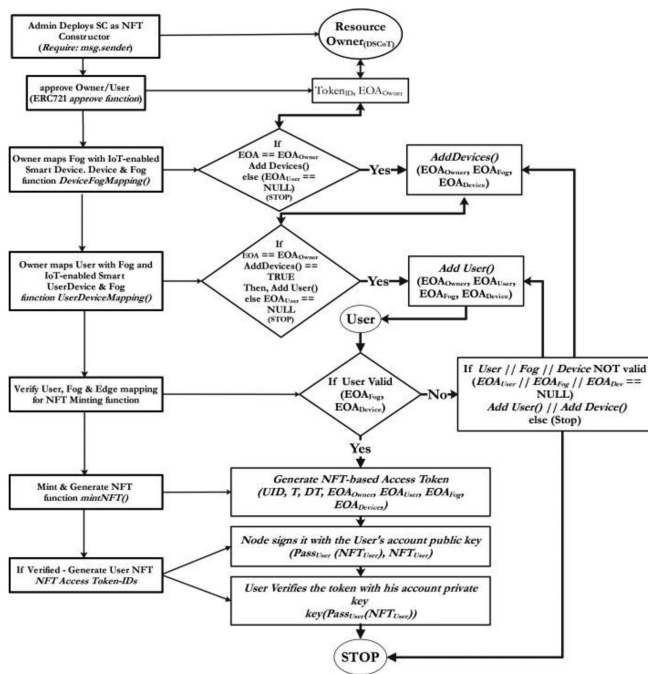 Admin Deploys SC as NFT
Constructor
(Require: msg.sender)
Resource
Owner(DSCoT)
approve Owner/User
(ERC721 approve function)
TokenID, EOAOwner
Owner maps Fog with IoT-enabled
Smart Device. Device & Fog
function DeviceFogMapping()
If
EOA == EOAOwner
Add Devices()
else (EOAUser ==
NULL)
(STOP)
Yes
AddDevices()
(EOAOwner, EOAFog,
EOADevice)
Owner maps User with Fog and
IoT-enabled Smart
UserDevice & Fog
function UserDeviceMapping()
If
EOA == EOAOwner
AddDevices() ==
TRUE
Then, Add User()
else EOAUser ==
NULL
(STOP)
Yes
Add User()
(EOAOwner, EOAUser,
EOAFog, EOADevice)
User
Verify User, Fog & Edge mapping
for NFT Minting function
If User Valid
(EOAFog,
EOADevice)
No
If User // Fog // Device NOT valid
(EOAUser // EOAFog // EOADev ==
NULL)
Add User() // Add Device()
else (Stop)
Yes
Mint & Generate NFT
function mintNFT()
Generate NFT-based Access Token
(UID, T, DT, EOAOwner, EOAUser, EOAFog,
EOADevice,)
If Verified - Generate User NFT
NFT Access Token-IDs
Node signs it with the User's account public key
(PassUser (NFTUser), NFTUser)
User Verifies the token with his account private
key
key(PassUser(NFTUser))
STOP